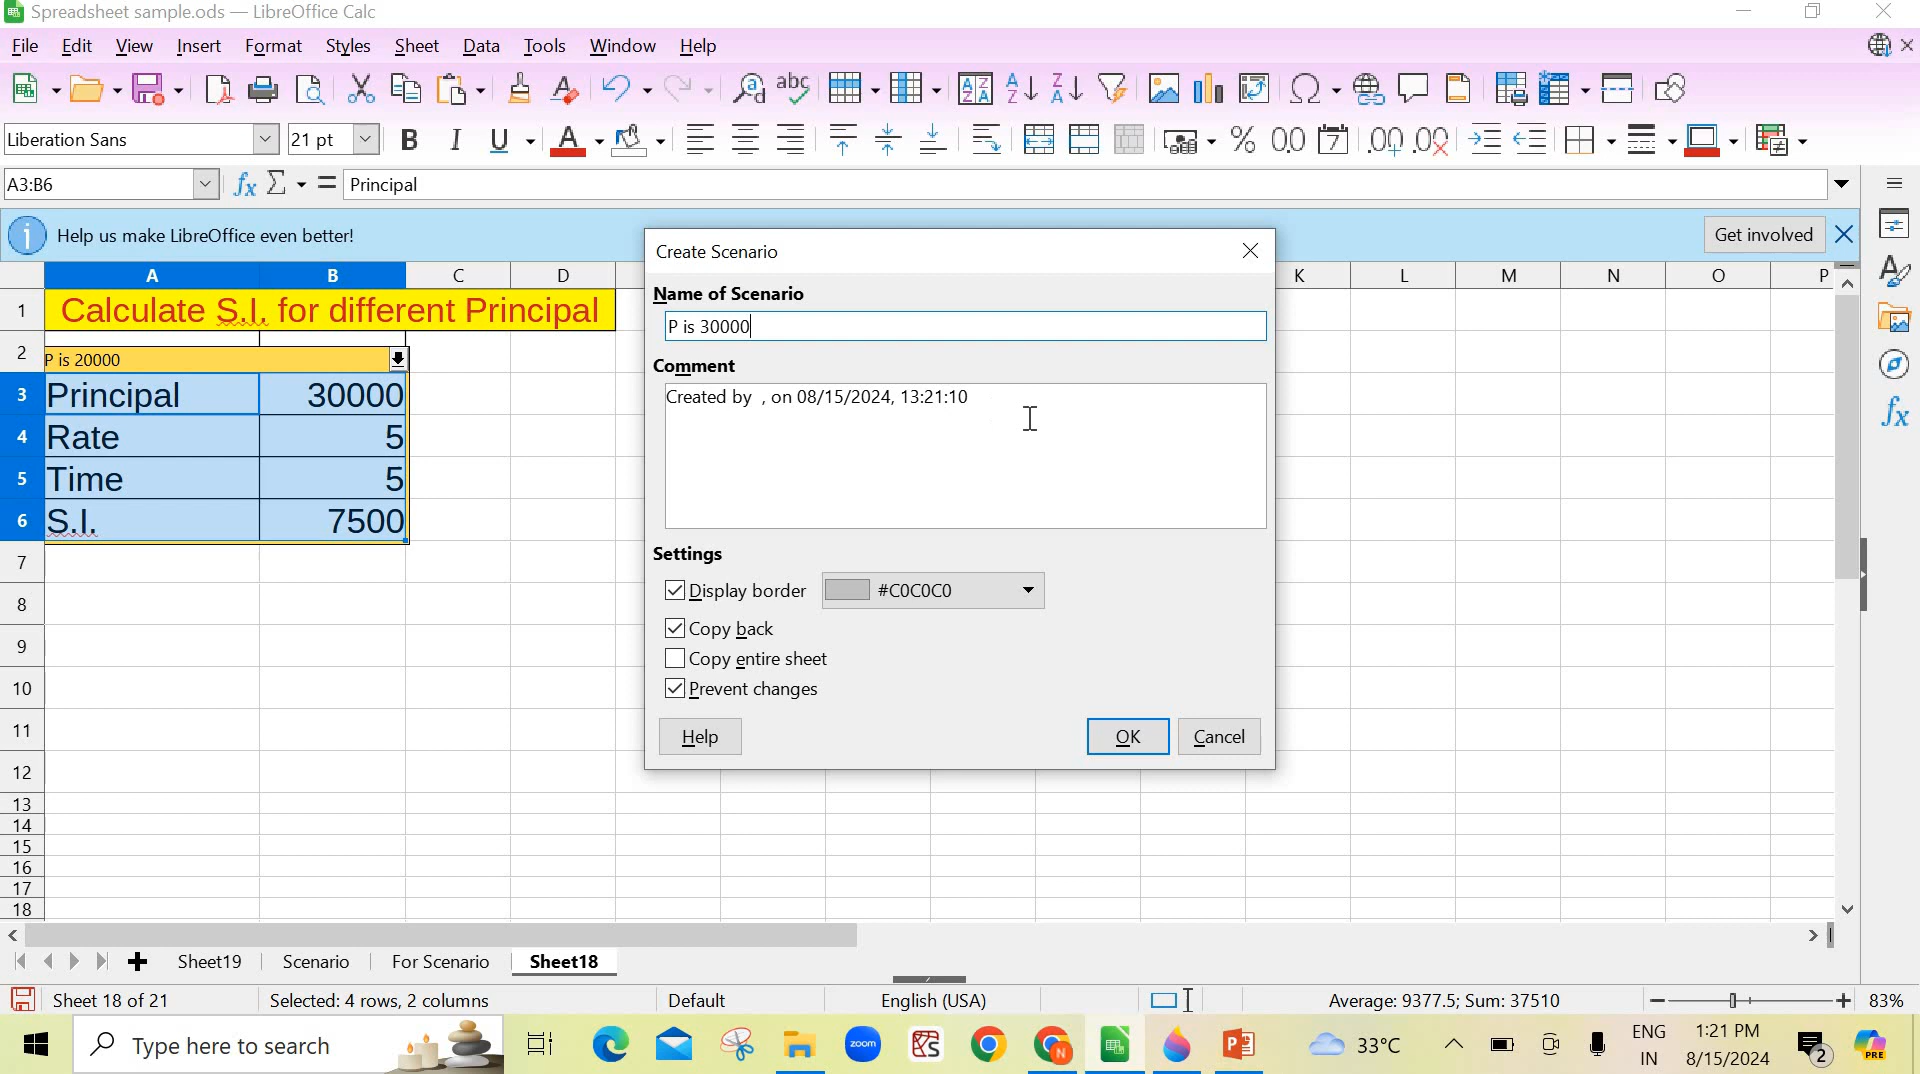 Spreadsheet sample.ods — LibreOffice Calc
File Edit View Insert Format Styles Sheet Data Tools Window Help
Liberation Sans 21 pt
A3:B6 Principal
Help us make LibreOffice even better! Get involved
A B C D K L M N O P
1 Calculate S.I. for different Principal
2 P is 20000
3 Principal 30000
4 Rate 5
5 Time 5
6 S.I. 7500
7
8
9
10
11
12
13
14
15
16
17
18
Create Scenario
Name of Scenario
P is 30000
Comment
Created by , on 08/15/2024, 13:21:10
Settings
Display border #C0C0C0
Copy back
Copy entire sheet
Prevent changes
Help OK Cancel
Sheet19 Scenario For Scenario Sheet18
Sheet 18 of 21 Selected: 4 rows, 2 columns Default English (USA) Average: 9377.5; Sum: 37510 83%
Type here to search zoom 33°C ENG 1:21 PM
IN 8/15/2024 2 PRE